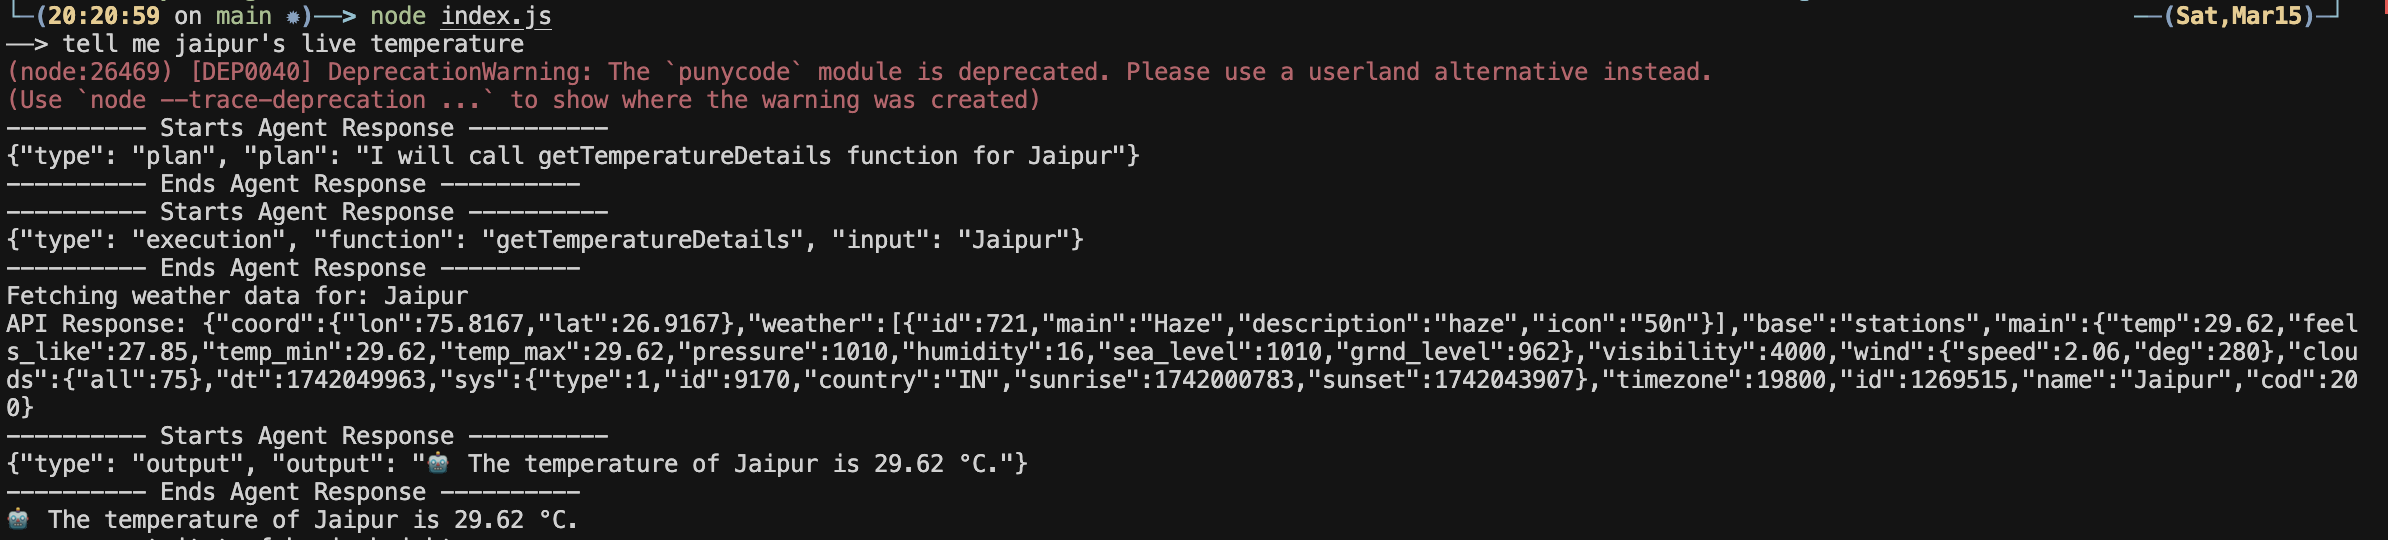 └─(20:20:59 on main ✹)──> node index.js ──(Sat,Mar15)─┘
──> tell me jaipur's live temperature
(node:26469) [DEP0040] DeprecationWarning: The `punycode` module is deprecated. Please use a userland alternative instead.
(Use `node --trace-deprecation ...` to show where the warning was created)
---------- Starts Agent Response ----------
{"type": "plan", "plan": "I will call getTemperatureDetails function for Jaipur"}
---------- Ends Agent Response ----------
---------- Starts Agent Response ----------
{"type": "execution", "function": "getTemperatureDetails", "input": "Jaipur"}
---------- Ends Agent Response ----------
Fetching weather data for: Jaipur
API Response: {"coord":{"lon":75.8167,"lat":26.9167},"weather":[{"id":721,"main":"Haze","description":"haze","icon":"50n"}],"base":"stations","main":{"temp":29.62,"feel
s_like":27.85,"temp_min":29.62,"temp_max":29.62,"pressure":1010,"humidity":16,"sea_level":1010,"grnd_level":962},"visibility":4000,"wind":{"speed":2.06,"deg":280},"clou
ds":{"all":75},"dt":1742049963,"sys":{"type":1,"id":9170,"country":"IN","sunrise":1742000783,"sunset":1742043907},"timezone":19800,"id":1269515,"name":"Jaipur","cod":20
0}
---------- Starts Agent Response ----------
{"type": "output", "output": "🤖 The temperature of Jaipur is 29.62 °C."}
---------- Ends Agent Response ----------
🤖 The temperature of Jaipur is 29.62 °C.